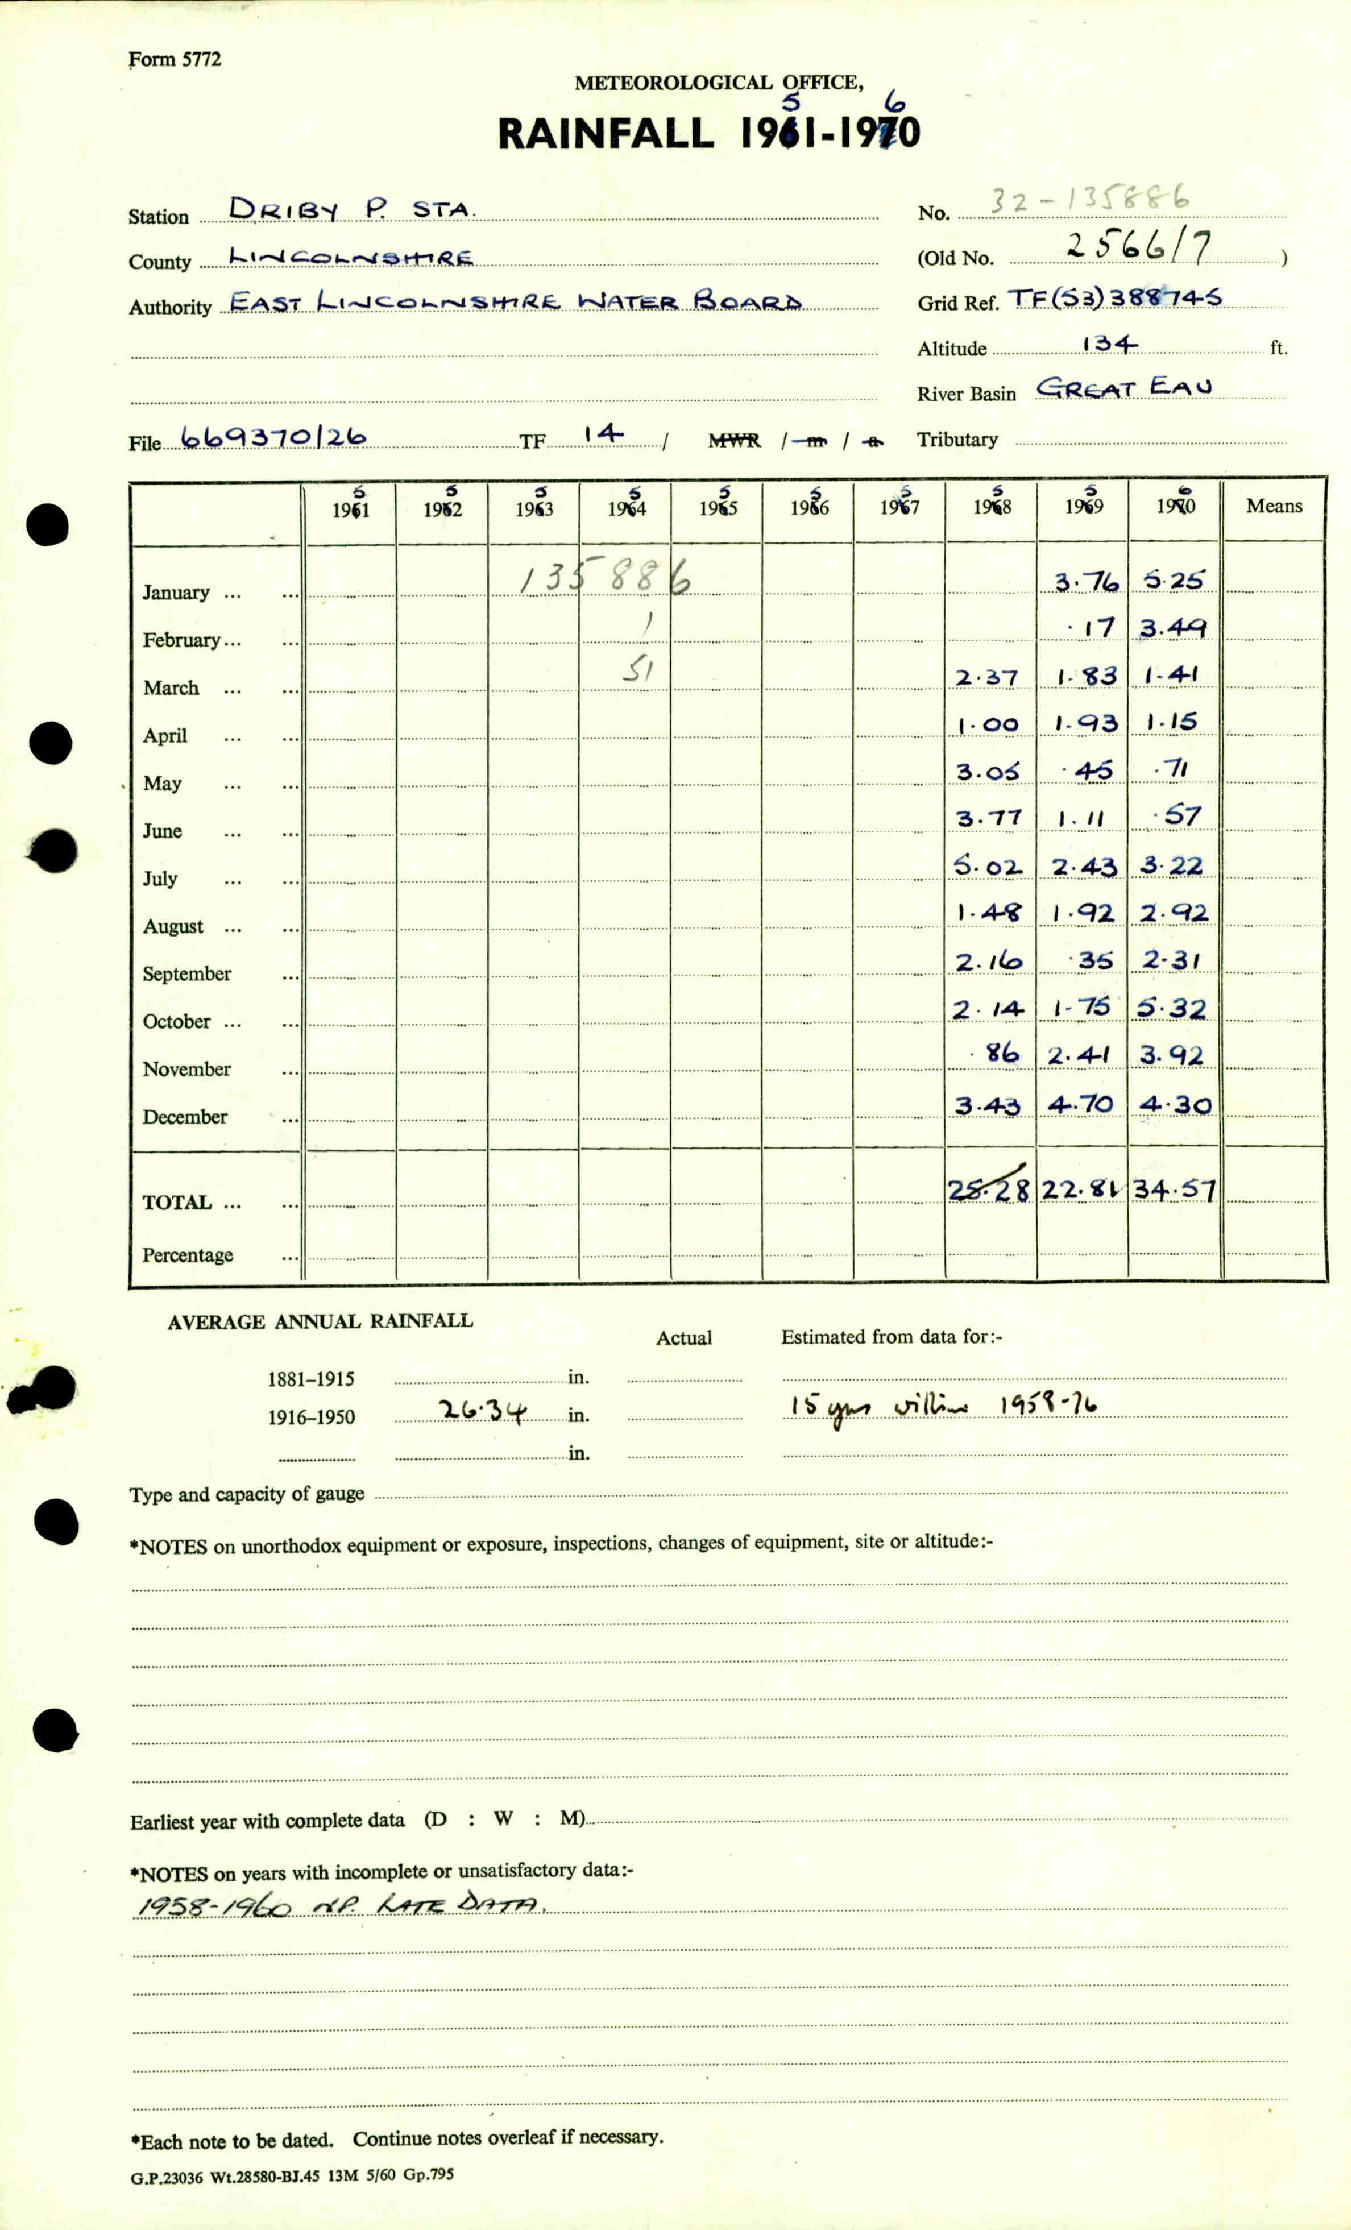 Form 5772
METEOROLOGICAL OFFICE,
5 6
RAINFALL 1961-1970
Station DRIBY P. STA. No. 32-135886
County LINCOLNSHIRE (Old No. 2566/7 )
Authority EAST LINCOLNSHIRE WATER BOARD Grid Ref. TF(53)388745
Altitude 134 ft.
River Basin GREAT EAU
File 669370/26 TF 14 / MWR / m / a Tributary
5 5 5 5 5 5 5 5 5 6
1961 1962 1963 1964 1965 1966 1967 1968 1969 1970 Means
January ... ... 135886 3.76 5.25
February ... ... 1 .17 3.49
March ... ... 51 2.37 1.83 1.41
April ... ... 1.00 1.93 1.15
May ... ... 3.05 .45 .71
June ... ... 3.77 1.11 .57
July ... ... 5.02 2.43 3.22
August ... ... 1.48 1.92 2.92
September ... 2.16 .35 2.31
October ... ... 2.14 1.75 5.32
November ... .86 2.41 3.92
December ... 3.43 4.70 4.30
TOTAL ... ... 25.28 22.81 34.57
Percentage ...
AVERAGE ANNUAL RAINFALL
Actual Estimated from data for:-
1881-1915 in.
1916-1950 26.34 in. 15 yrs within 1958-76
in.
Type and capacity of gauge
*NOTES on unorthodox equipment or exposure, inspections, changes of equipment, site or altitude:-
Earliest year with complete data (D : W : M)
*NOTES on years with incomplete or unsatisfactory data:-
1958-1960 N.P. LATE DATA.
*Each note to be dated. Continue notes overleaf if necessary.
G.P.23036 Wt.28580-BJ.45 13M 5/60 Gp.795